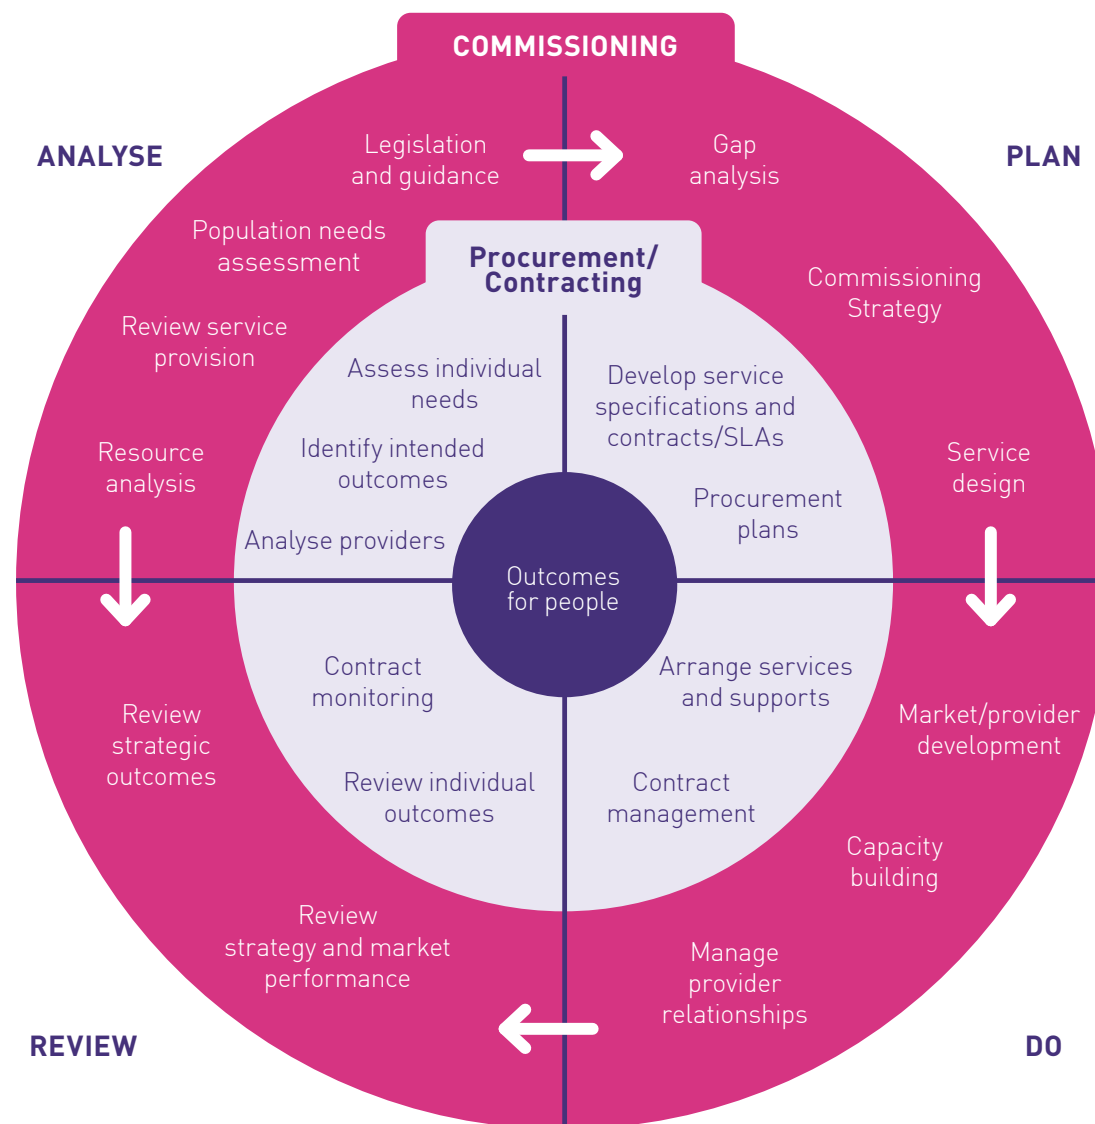 COMMISSIONING
ANALYSE
PLAN
Legislation
and guidance
Gap
analysis
Population needs
assessment
Procurement/
Contracting
Commissioning
Strategy
Review service
provision
Assess individual
needs
Develop service
specifications and
contracts/SLAs
Identify intended
outcomes
Resource
analysis
Service
design
Procurement
plans
Analyse providers
Outcomes
for people
Contract
monitoring
Arrange services
and supports
Review
strategic
outcomes
Market/provider
development
Review individual
outcomes
Contract
management
Capacity
building
Review
strategy and market
performance
Manage
provider
relationships
REVIEW
DO